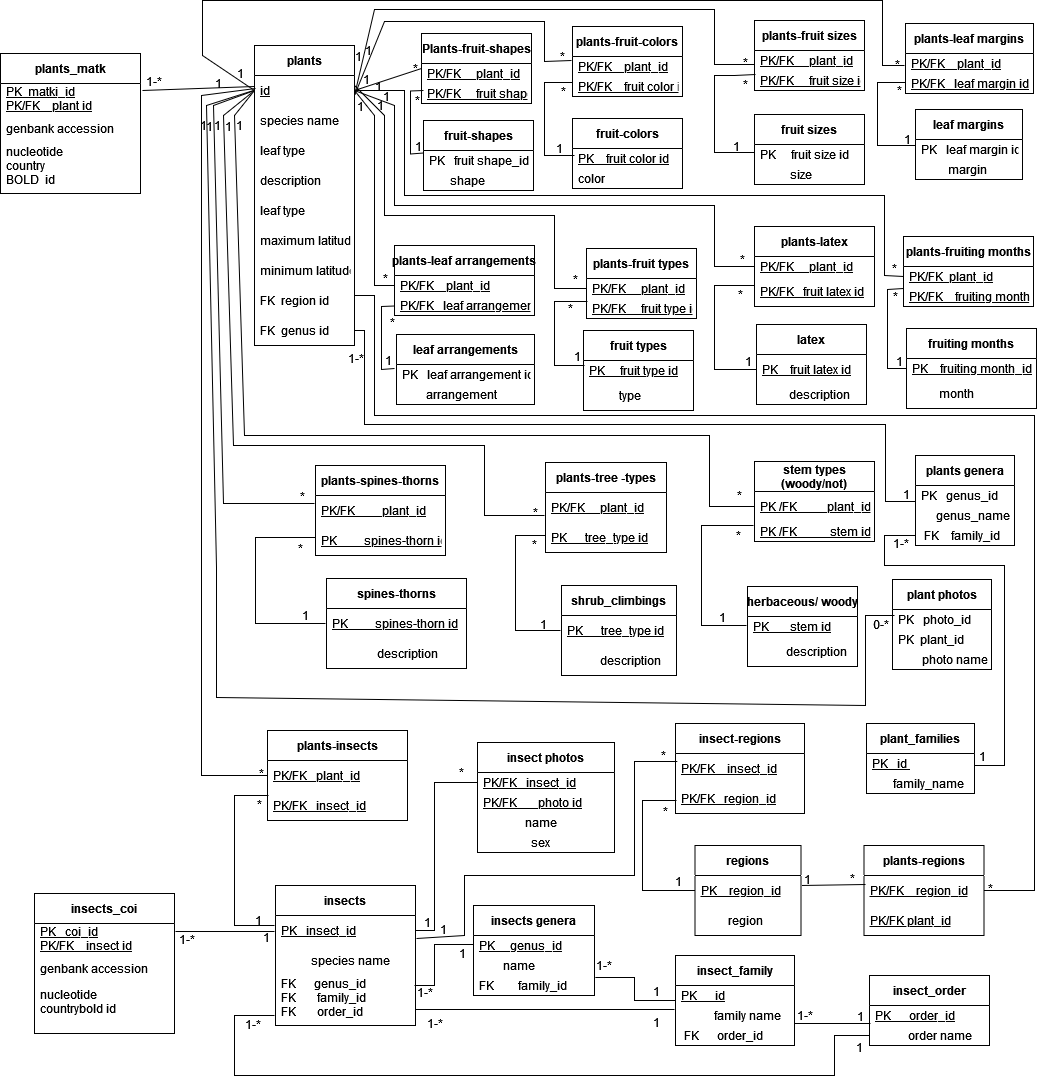 plants_matk
PK matki_id
PK/FK plant id
genbank accession
nucleotide
country
BOLD id
1-*
1
plants
id
species name
leaf type
description
leaf type
maximum latitud
minimum latitud
FK region id
FK genus id
1-*
Plants-fruit-shapes
PK/FK plant_id
PK/FK fruit shap
fruit-shapes
PK fruit shape_id
shape
plants-fruit-colors
PK/FK plant_id
PK/FK fruit color i
fruit-colors
PK fruit color id
color
plants-fruit sizes
PK/FK plant_id
PK/FK fruit size i
fruit sizes
PK fruit size id
size
plants-leaf margins
PK/FK plant_id
PK/FK leaf margin id
leaf margins
PK leaf margin ic
margin
plants-leaf arrangements
PK/FK plant_id
PK/FK leaf arrangemer
leaf arrangements
PK leaf arrangement ic
arrangement
plants-fruit types
PK/FK plant_id
PK/FK fruit type i
fruit types
PK fruit type id
type
plants-latex
PK/FK plant_id
PK/FK fruit latex id
latex
PK fruit latex id
description
plants-fruiting months
PK/FK plant_id
PK/FK fruiting month
fruiting months
PK fruiting month_id
month
plants-spines-thorns
PK/FK plant_id
PK spines-thorn i
spines-thorns
PK spines-thorn id
description
plants-tree -types
PK/FK plant_id
PK tree_type id
shrub_climbings
PK tree_type id
description
stem types
(woody/not)
PK /FK plant_id
PK /FK stem id
herbaceous/ woody
PK stem id
description
plants genera
PK genus_id
genus_name
FK family_id
1-*
plant photos
PK photo_id
PK plant_id
photo name
0-*
plants-insects
PK/FK plant_id
PK/FK insect_id
insect photos
PK/FK insect_id
PK/FK photo id
name
sex
insect-regions
PK/FK insect_id
PK/FK region_id
plant_families
PK id
family_name
1
regions
PK region_id
region
1
*
plants-regions
PK/FK region_id
PK/FK plant_id
*
insects_coi
PK coi_id
PK/FK insect id
genbank accession
nucleotide
countrybold id
1-*
1
insects
PK insect_id
species name
FK genus_id
FK family_id
FK order_id
1-*
1-*
1-*
insects genera
PK genus_id
name
FK family_id
1-*
1
insect_family
PK id
family name
FK order_id
1
1
1-*
insect_order
PK order_id
order name
1
1